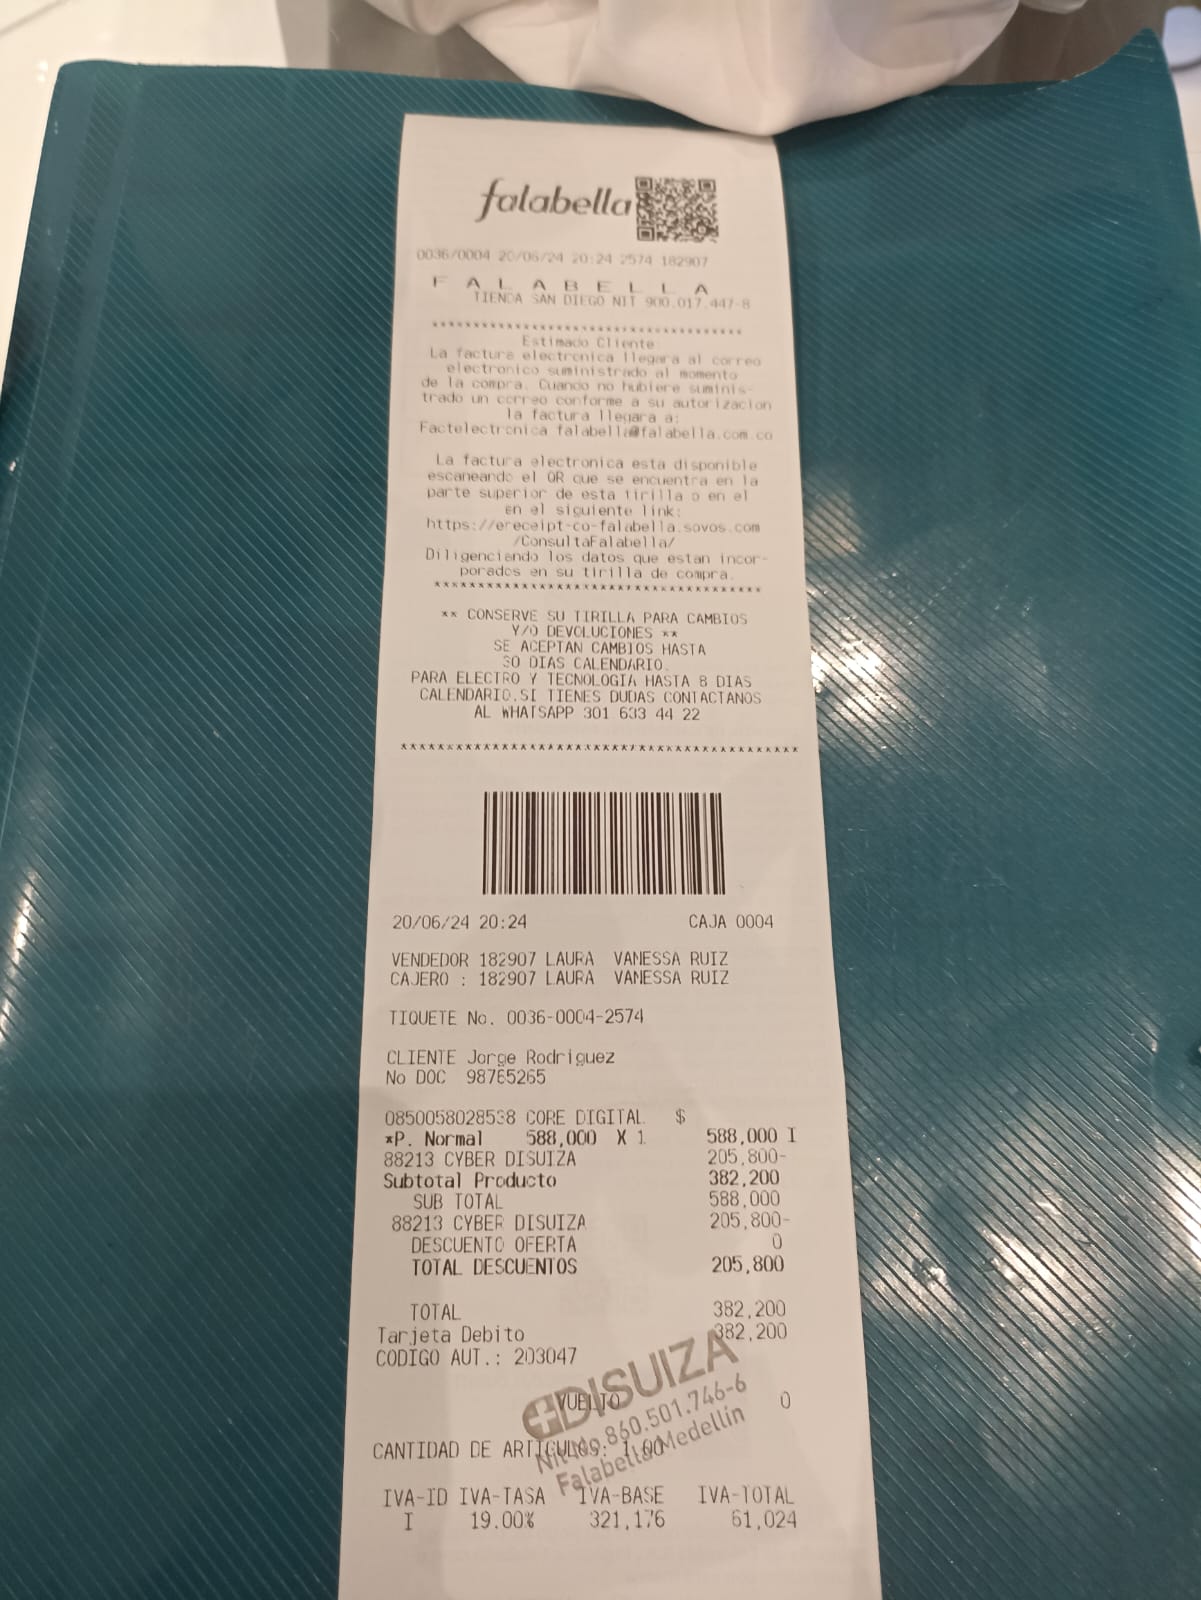 falabella
0036/0004 20/06/24 20:24 2574 182907
F A L A B E L L A
TIENDA SAN DIEGO NIT 900.017.447-8
****************************************
Estimado Cliente
La factura electronica llegara al correo
electronico suministrado al momento
de la compra. Cuando no hubiere suminis-
trado un correo conforme a su autorizacion
la factura llegara a:
Factelectronica falabella@falabella.com.co
La factura electronica esta disponible
escaneando el QR que se encuentra en la
parte superior de esta tirilla o en el
en el siguiente link:
https://ereceipt-co-falabella.sovos.com
/ConsultaFalabella/
Diligenciando los datos que estan incor-
porados en su tirilla de compra.
****************************************
** CONSERVE SU TIRILLA PARA CAMBIOS
Y/O DEVOLUCIONES **
SE ACEPTAN CAMBIOS HASTA
30 DIAS CALENDARIO.
PARA ELECTRO Y TECNOLOGIA HASTA 8 DIAS
CALENDARIO.SI TIENES DUDAS CONTACTANOS
AL WHATSAPP 301 633 44 22
********************************************
20/06/24 20:24 CAJA 0004
VENDEDOR 182907 LAURA VANESSA RUIZ
CAJERO : 182907 LAURA VANESSA RUIZ
TIQUETE No. 0036-0004-2574
CLIENTE Jorge Rodriguez
No DOC 98765265
0850058028538 CORE DIGITAL $
*P. Normal 588,000 X 1 588,000 I
88213 CYBER DISUIZA 205,800-
Subtotal Producto 382,200
SUB TOTAL 588,000
88213 CYBER DISUIZA 205,800-
DESCUENTO OFERTA 0
TOTAL DESCUENTOS 205,800
TOTAL 382,200
Tarjeta Debito 382,200
CODIGO AUT.: 203047
DISUIZA
VUELTO 0
Nit No. 860.501.746-6
Falabella Medellín
CANTIDAD DE ARTICULOS: 1.00
IVA-ID IVA-TASA IVA-BASE IVA-TOTAL
I 19.00% 321,176 61,024